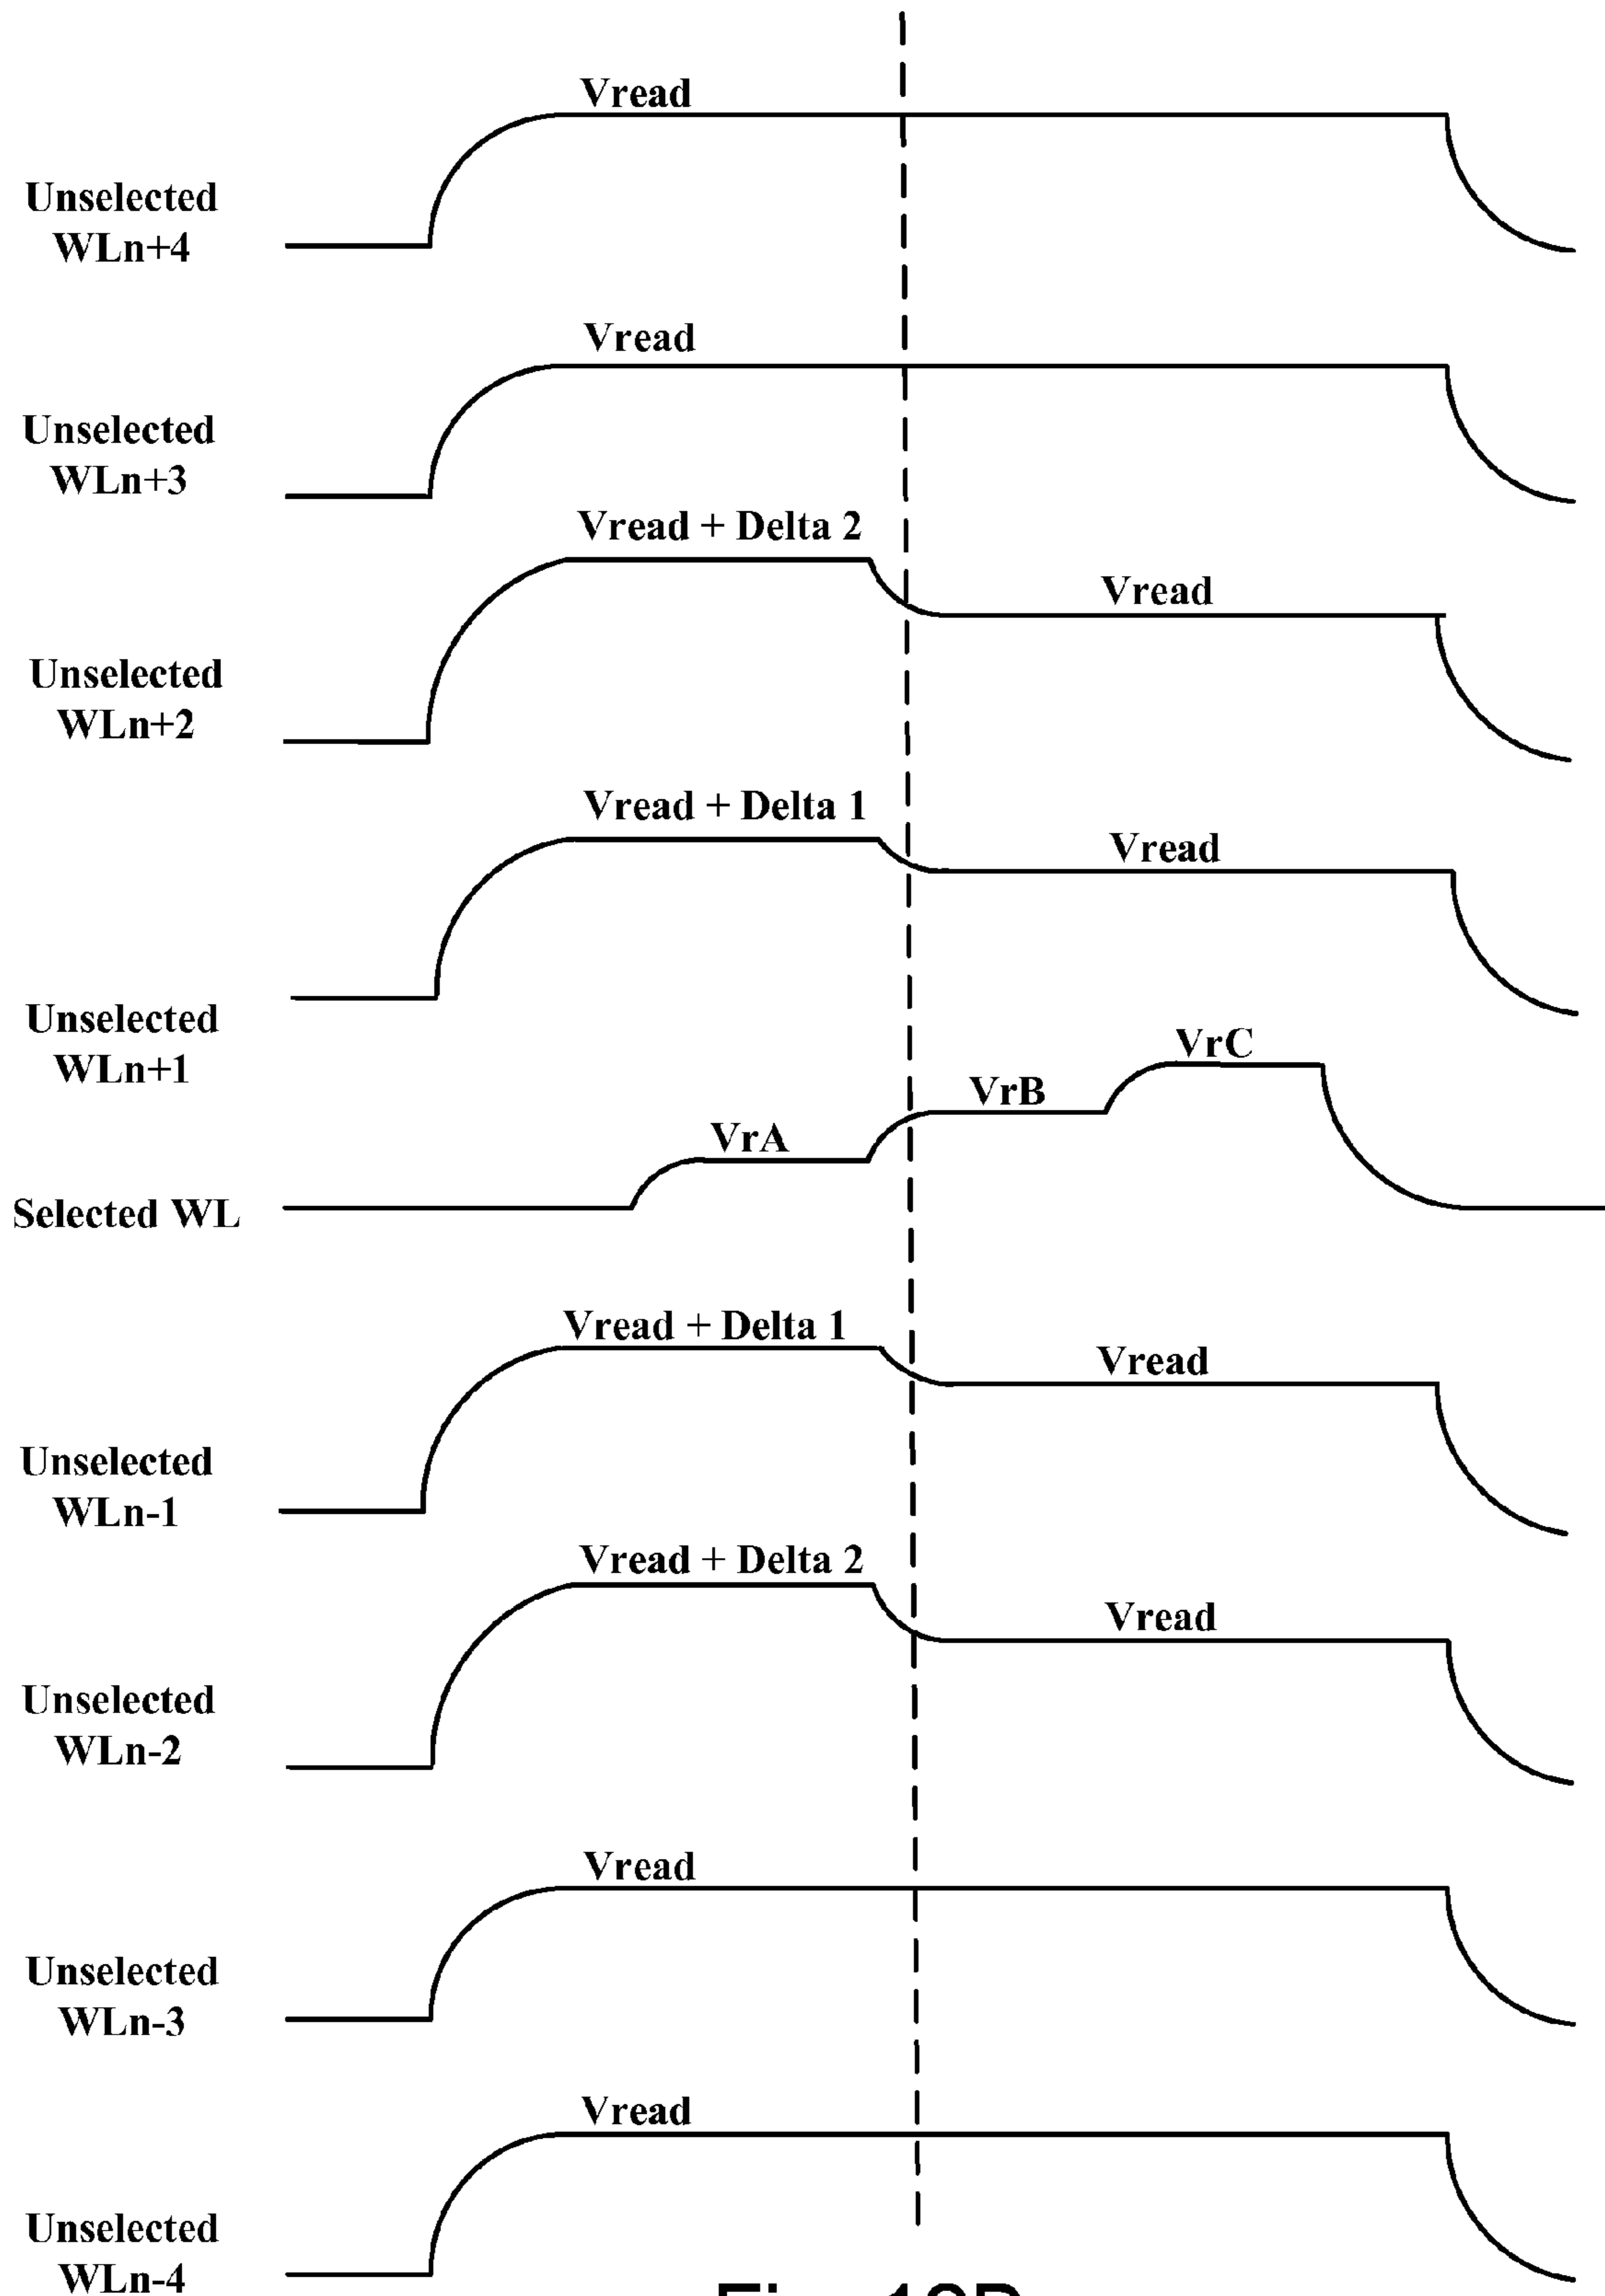 Vread
Unselected
WLn+4
Vread
Unselected
WLn+3
Vread + Delta 2
Vread
Unselected
WLn+2
Vread + Delta 1
Vread
Unselected
WLn+1
VrC
VrB
VrA
Selected WL
Vread + Delta 1
Vread
Unselected
WLn-1
Vread + Delta 2
Vread
Unselected
WLn-2
Vread
Unselected
WLn-3
Vread
Unselected
WLn-4